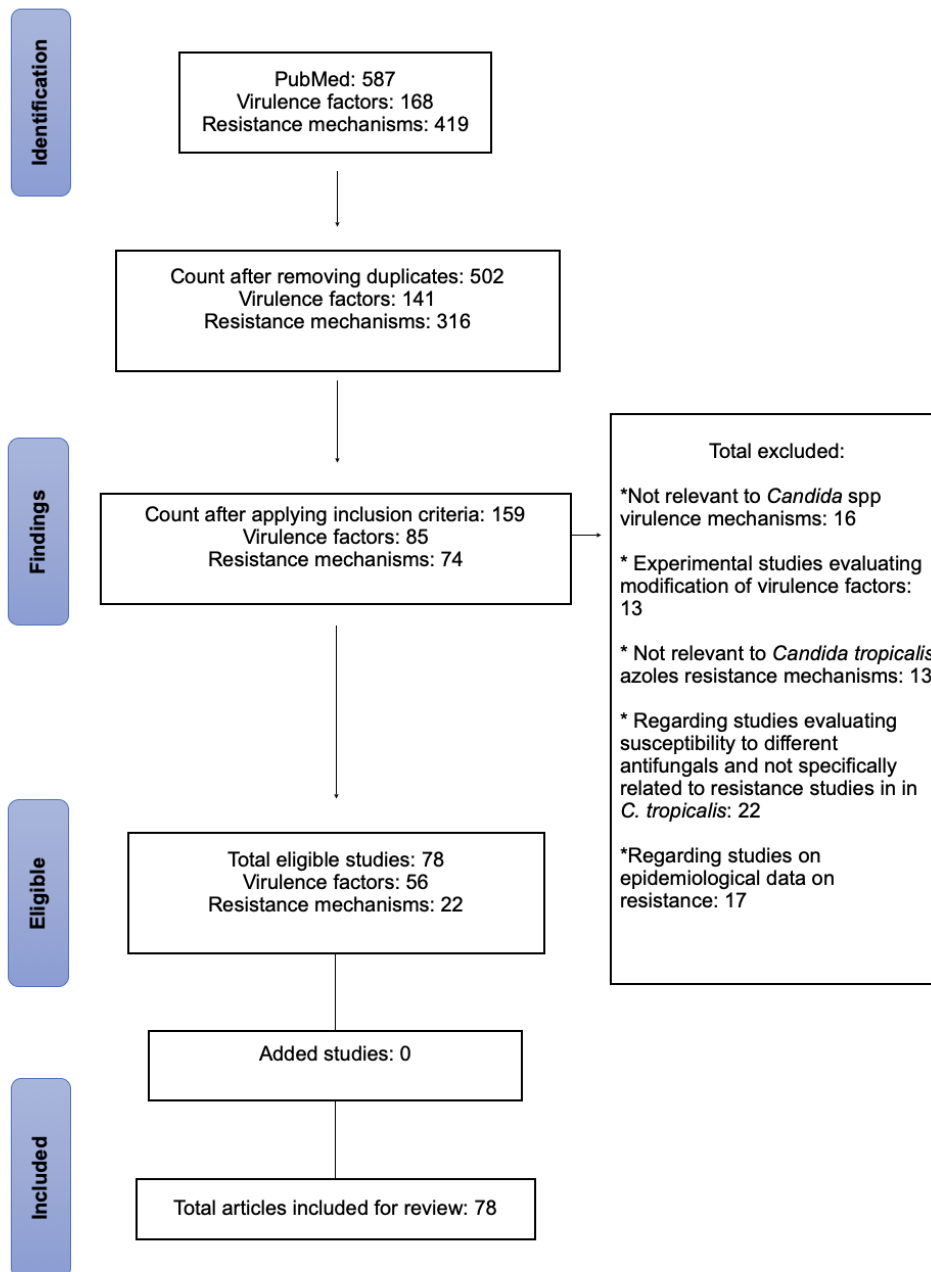 Identification
PubMed: 587
Virulence factors: 168
Resistance mechanisms: 419
Count after removing duplicates: 502
Virulence factors: 141
Resistance mechanisms: 316
Findings
Count after applying inclusion criteria: 159
Virulence factors: 85
Resistance mechanisms: 74
Total excluded:
*Not relevant to Candida spp
virulence mechanisms: 16
* Experimental studies evaluating
modification of virulence factors:
13
* Not relevant to Candida tropicalis
azoles resistance mechanisms: 13
* Regarding studies evaluating
susceptibility to different
antifungals and not specifically
related to resistance studies in in
C. tropicalis: 22
*Regarding studies on
epidemiological data on
resistance: 17
Eligible
Total eligible studies: 78
Virulence factors: 56
Resistance mechanisms: 22
Added studies: 0
Included
Total articles included for review: 78